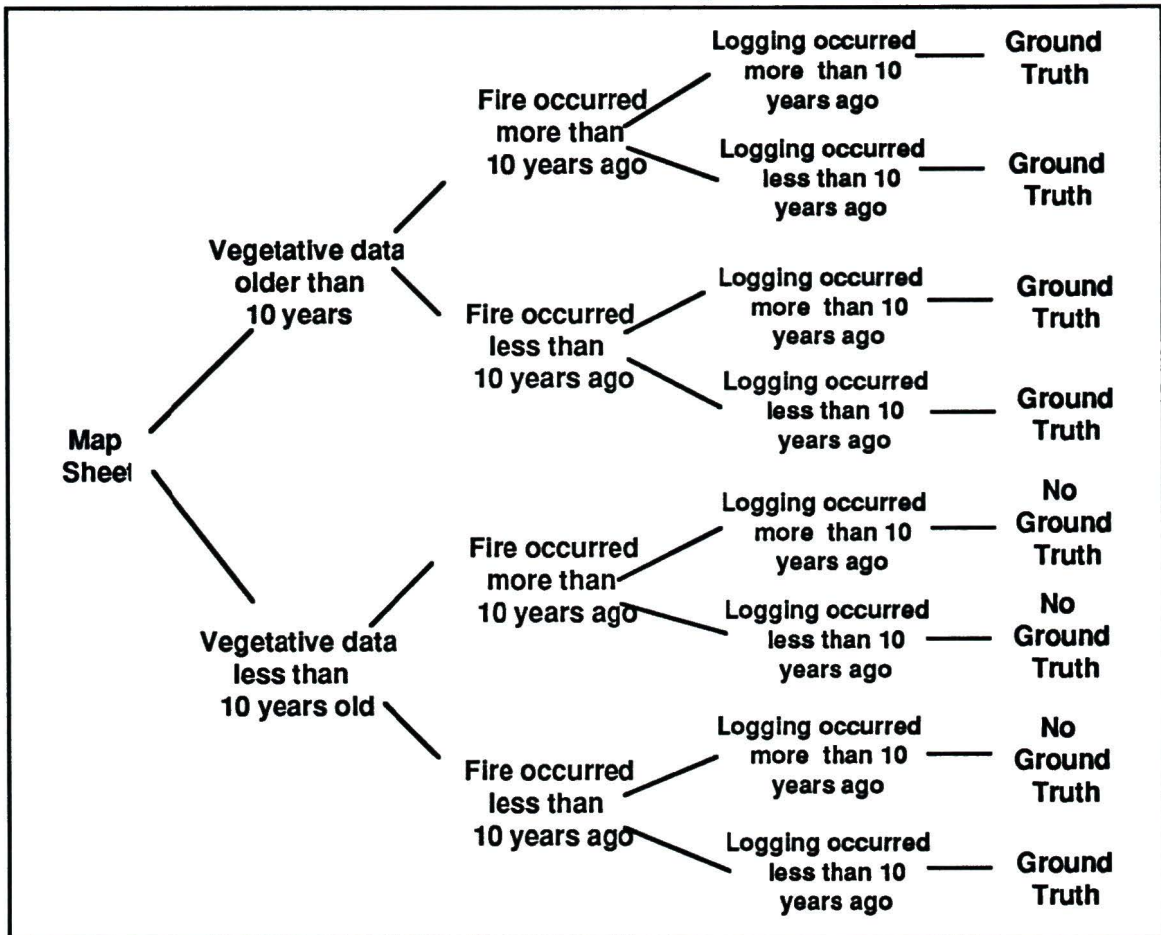 Map
Sheet
Vegetative data
older than
10 years
Fire occurred
more than
10 years ago
Logging occurred
more than 10
years ago
Ground
Truth
Logging occurred
less than 10
years ago
Ground
Truth
Fire occurred
less than
10 years ago
Logging occurred
more than 10
years ago
Ground
Truth
Logging occurred
less than 10
years ago
Ground
Truth
Vegetative data
less than
10 years old
Fire occurred
more than
10 years ago
Logging occurred
more than 10
years ago
No
Ground
Truth
Logging occurred
less than 10
years ago
No
Ground
Truth
Fire occurred
less than
10 years ago
Logging occurred
more than 10
years ago
No
Ground
Truth
Logging occurred
less than 10
years ago
Ground
Truth